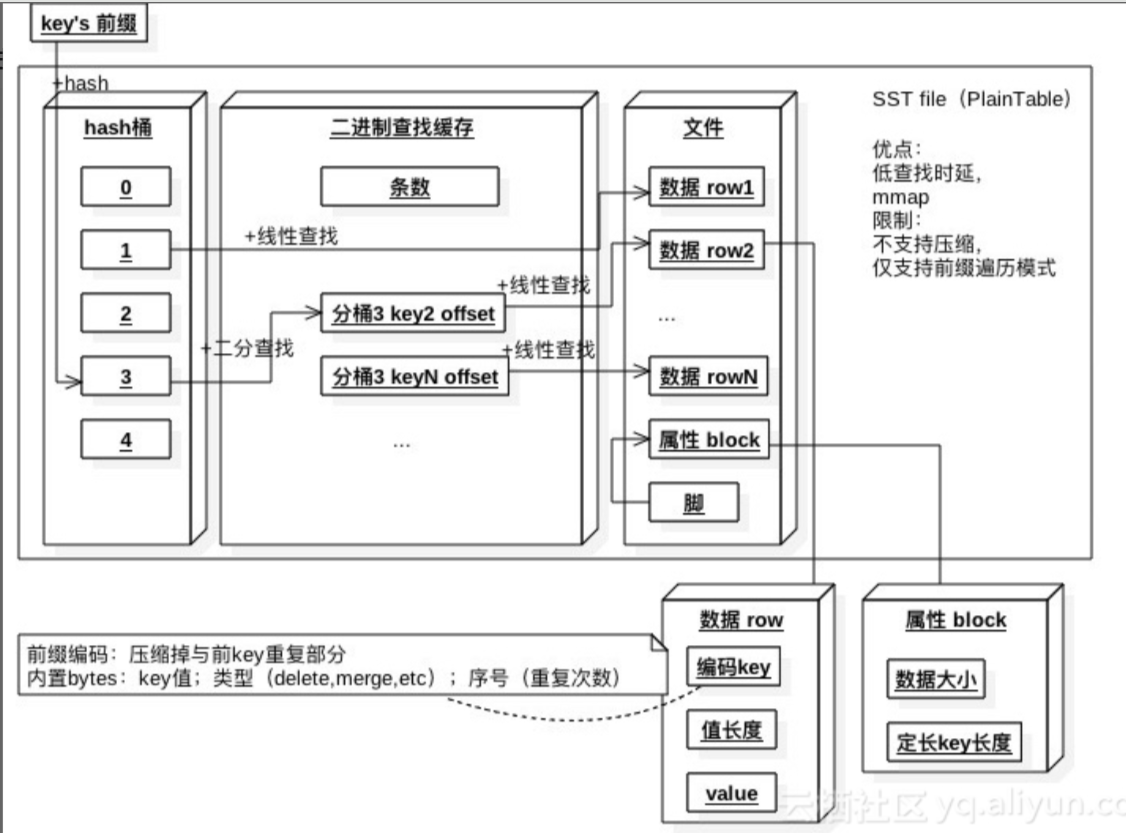 key's 前缀
+hash
hash桶
0
1
2
3
4
二进制查找缓存
条数
+线性查找
分桶3 key2 offset
+二分查找
+线性查找
分桶3 keyN offset
+线性查找
...
文件
数据 row1
数据 row2
...
数据 rowN
属性 block
脚
SST file（PlainTable）
优点：
低查找时延，
mmap
限制：
不支持压缩，
仅支持前缀遍历模式
前缀编码：压缩掉与前key重复部分
内置bytes：key值；类型（delete,merge,etc）；序号（重复次数）
数据 row
编码key
值长度
value
属性 block
数据大小
定长key长度
云栖社区 yq.aliyun.co